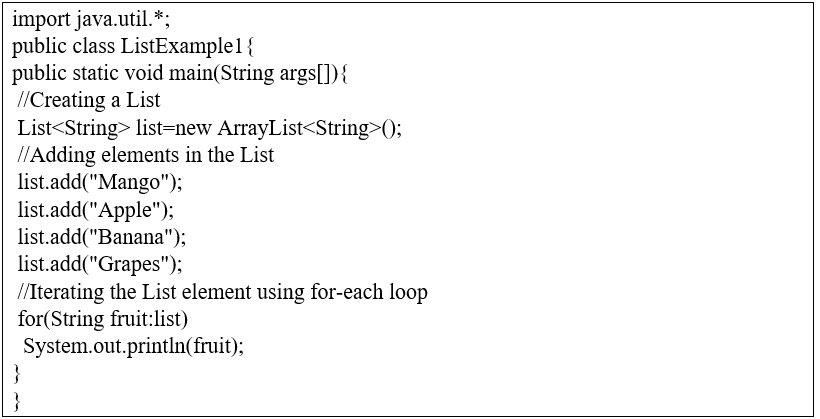 import java.util.*;
public class ListExample1{
public static void main(String args[]){
//Creating a List
List<String> list=new ArrayList<String>();
//Adding elements in the List
list.add("Mango");
list.add("Apple");
list.add("Banana");
list.add("Grapes");
//Iterating the List element using for-each loop
for(String fruit:list)
System.out.println(fruit);
}
}